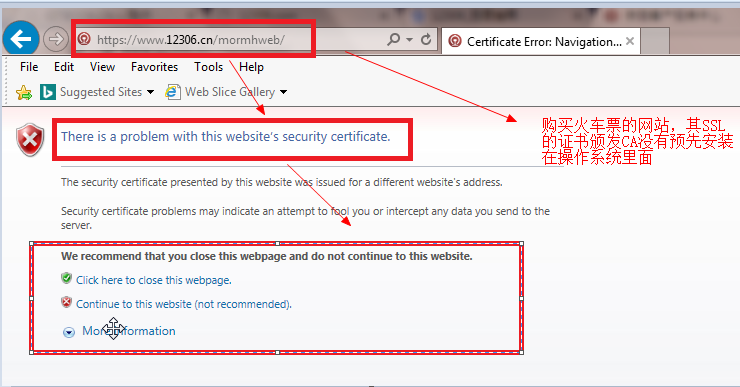 https://www.12306.cn/mormhweb/
Certificate Error: Navigation...
File Edit View Favorites Tools Help
Suggested Sites Web Slice Gallery
There is a problem with this website's security certificate.
购买火车票的网站，其SSL
的证书颁发CA没有预先安装
在操作系统里面
The security certificate presented by this website was issued for a different website's address.
Security certificate problems may indicate an attempt to fool you or intercept any data you send to the
server.
We recommend that you close this webpage and do not continue to this website.
Click here to close this webpage.
Continue to this website (not recommended).
More information